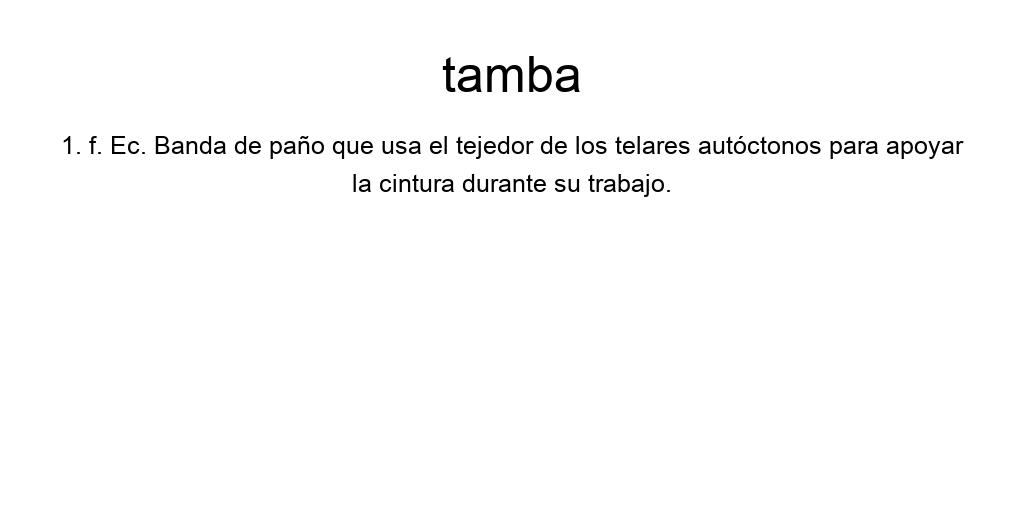 tamba
1. f. Ec. Banda de paño que usa el tejedor de los telares autóctonos para apoyar
la cintura durante su trabajo.